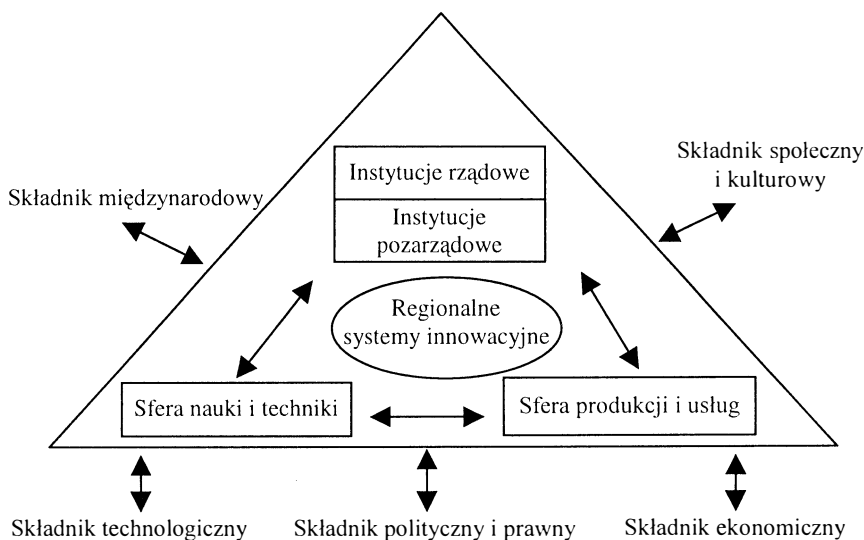 Instytucje rządowe
Instytucje
pozarządowe
Składnik społeczny
i kulturowy
Składnik międzynarodowy
Regionalne
systemy innowacyjne
Sfera nauki i techniki
Sfera produkcji i usług
Składnik technologiczny
Składnik polityczny i prawny
Składnik ekonomiczny